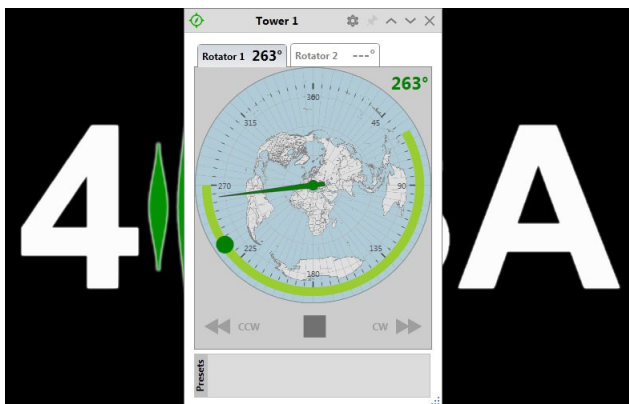 Tower 1
Rotator 1 263° Rotator 2 ---°
263°
360
315 45
270 90
225 135
180
CCW CW
Presets
4 A